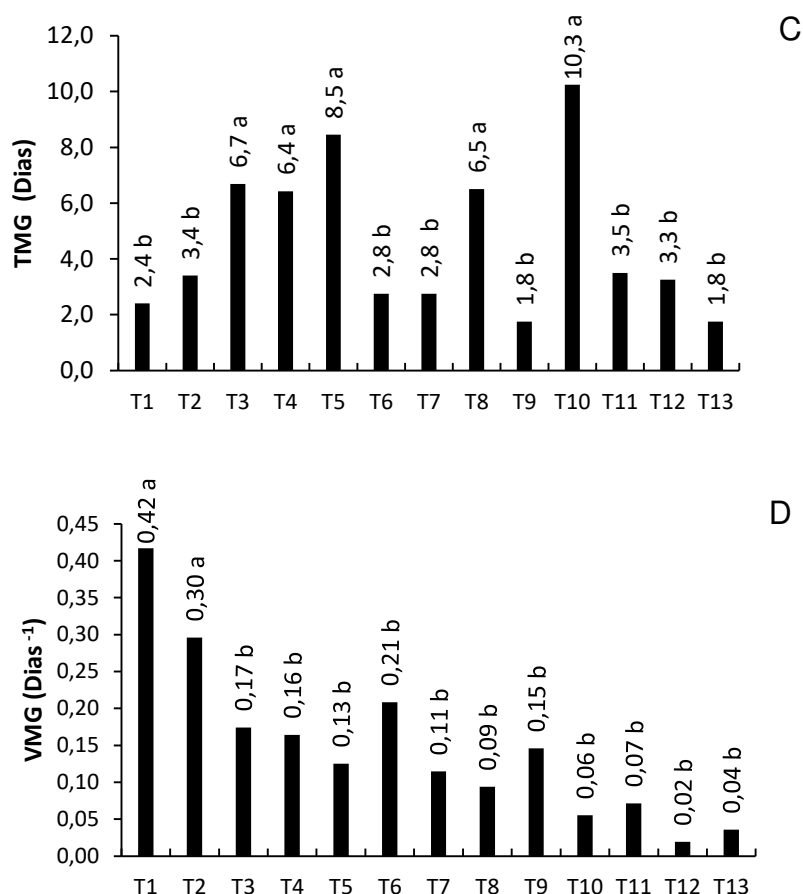 C
TMG (Dias)
12,0
10,0
8,0
6,0
4,0
2,0
0,0
2,4 b
3,4 b
6,7 a
6,4 a
8,5 a
2,8 b
2,8 b
6,5 a
1,8 b
10,3 a
3,5 b
3,3 b
1,8 b
T1 T2 T3 T4 T5 T6 T7 T8 T9 T10 T11 T12 T13
D
VMG (Dias⁻¹)
0,45
0,40
0,35
0,30
0,25
0,20
0,15
0,10
0,05
0,00
0,42 a
0,30 a
0,17 b
0,16 b
0,13 b
0,21 b
0,11 b
0,09 b
0,15 b
0,06 b
0,07 b
0,02 b
0,04 b
T1 T2 T3 T4 T5 T6 T7 T8 T9 T10 T11 T12 T13